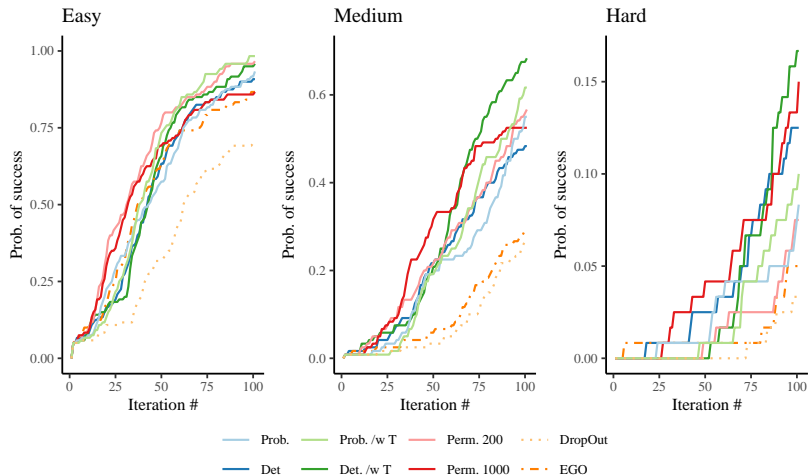 Easy
Medium
Hard
Prob. of success
1.00
0.75
0.50
0.25
0.00
0 25 50 75 100
Iteration #
Prob. of success
0.6
0.4
0.2
0.0
0 25 50 75 100
Iteration #
Prob. of success
0.15
0.10
0.05
0.00
0 25 50 75 100
Iteration #
Prob. Prob. /w T Perm. 200 DropOut
Det Det. /w T Perm. 1000 EGO